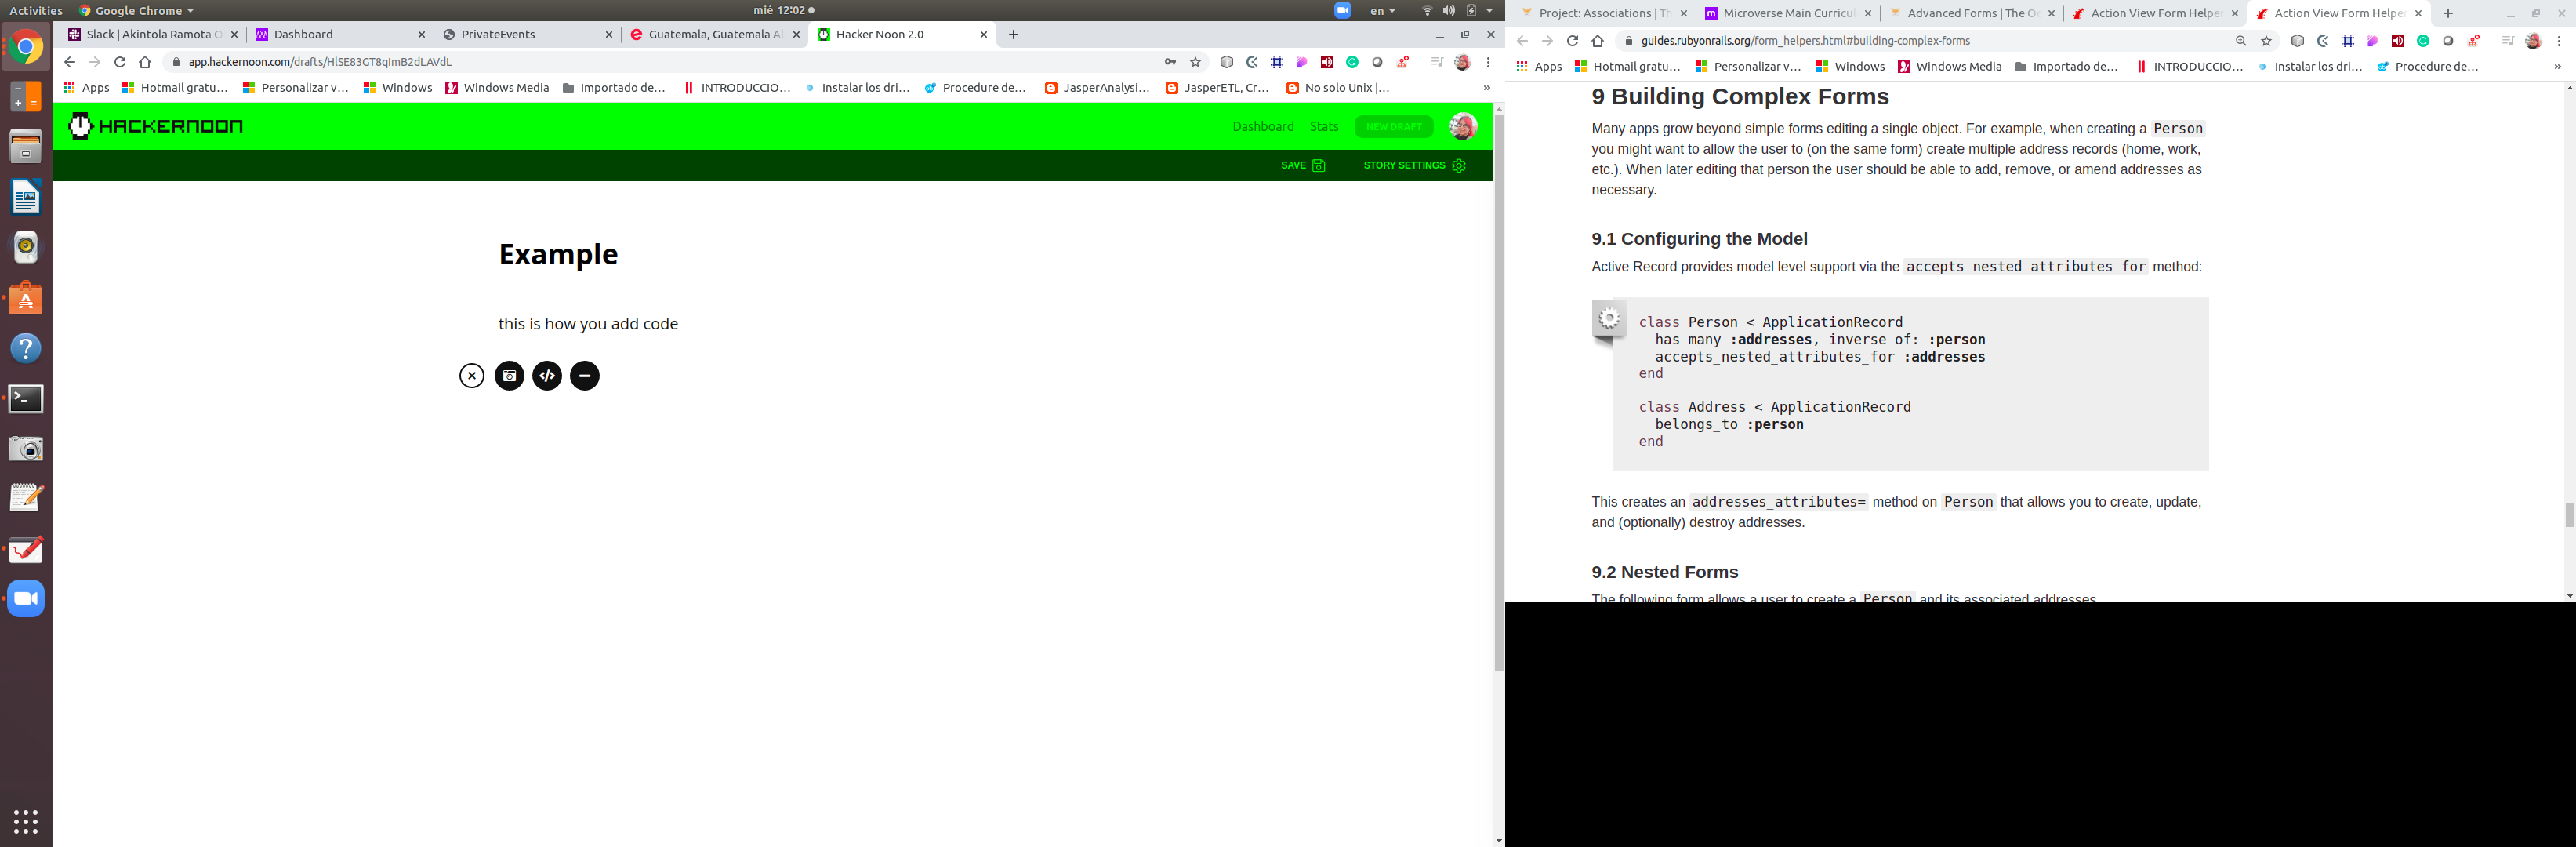 Activities
Google Chrome
mié 12:02
en
Slack | Akintola Ramota O
Dashboard
PrivateEvents
Guatemala, Guatemala Al
Hacker Noon 2.0
app.hackernoon.com/drafts/HlSE83GT8qImB2dLAVdL
Apps
Hotmail gratu...
Personalizar v...
Windows
Windows Media
Importado de...
INTRODUCCIO...
Instalar los dri...
Procedure de...
JasperAnalysi...
JasperETL, Cr...
No solo Unix |...
»
HACKERNOON
Dashboard
Stats
NEW DRAFT
SAVE
STORY SETTINGS
Example
this is how you add code
Project: Associations | Th
Microverse Main Curricul
Advanced Forms | The Od
Action View Form Helper
Action View Form Helper
guides.rubyonrails.org/form_helpers.html#building-complex-forms
Apps
Hotmail gratu...
Personalizar v...
Windows
Windows Media
Importado de...
INTRODUCCIO...
Instalar los dri...
Procedure de...
»
9 Building Complex Forms
Many apps grow beyond simple forms editing a single object. For example, when creating a Person
you might want to allow the user to (on the same form) create multiple address records (home, work,
etc.). When later editing that person the user should be able to add, remove, or amend addresses as
necessary.
9.1 Configuring the Model
Active Record provides model level support via the accepts_nested_attributes_for method:
class Person < ApplicationRecord
has_many :addresses, inverse_of: :person
accepts_nested_attributes_for :addresses
end
class Address < ApplicationRecord
belongs_to :person
end
This creates an addresses_attributes= method on Person that allows you to create, update,
and (optionally) destroy addresses.
9.2 Nested Forms
The following form allows a user to create a Person and its associated addresses.